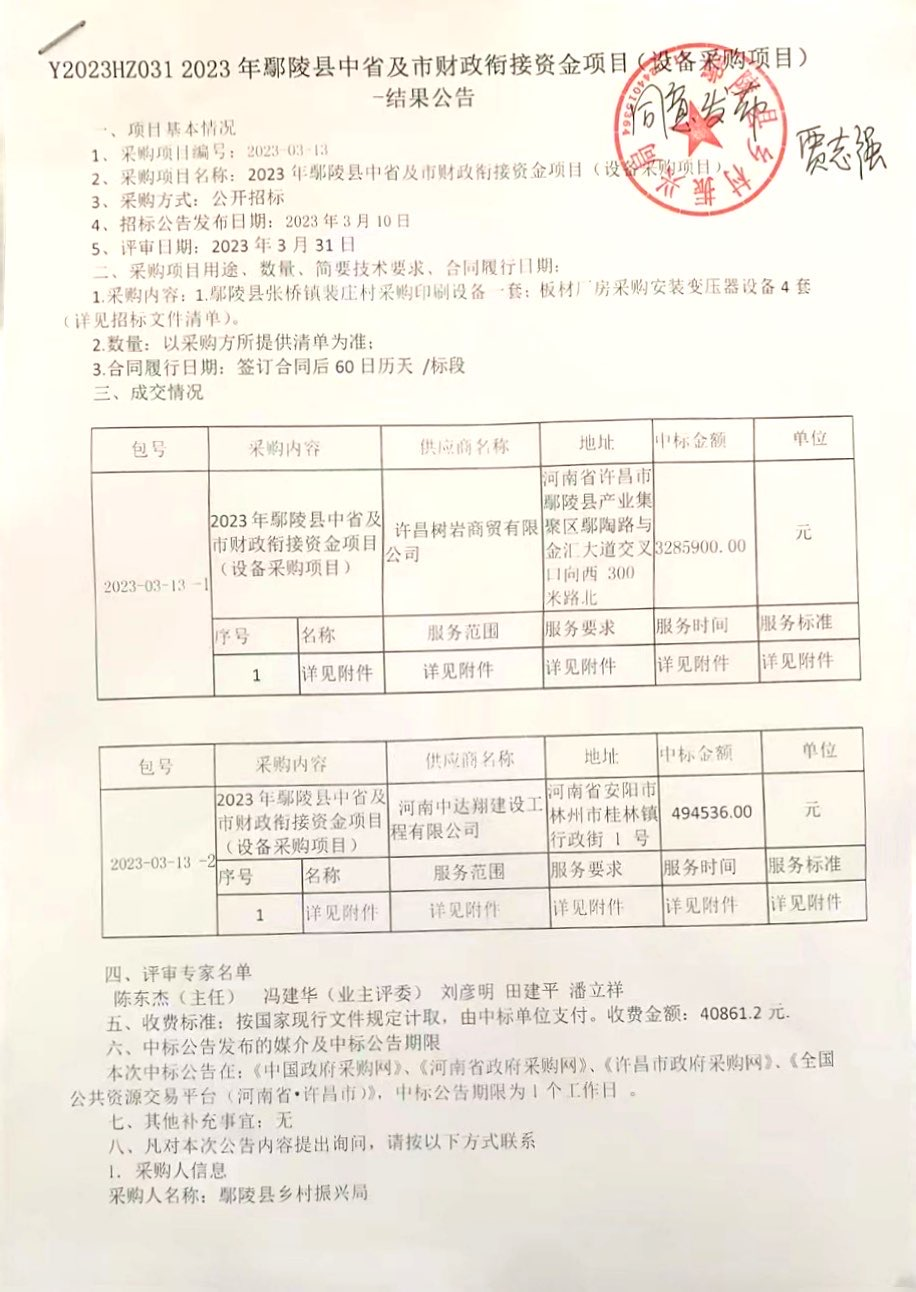 Y2023HZ031 2023 年鄢陵县中省及市财政衔接资金项目（设备采购项目）
-结果公告
同意发布
贾志强
鄢陵县乡村振兴局
一、项目基本情况
1、采购项目编号：2023-03-13
2、采购项目名称：2023 年鄢陵县中省及市财政衔接资金项目（设备采购项目）
3、采购方式：公开招标
4、招标公告发布日期：2023 年 3 月 10 日
5、评审日期：2023 年 3 月 31 日
二、采购项目用途、数量、简要技术要求、合同履行日期：
1.采购内容：1.鄢陵县张桥镇裴庄村采购印刷设备一套；板材厂房采购安装变压器设备 4 套
（详见招标文件清单）。
2.数量：以采购方所提供清单为准；
3.合同履行日期：签订合同后 60 日历天 /标段
三、成交情况
包号 采购内容 供应商名称 地址 中标金额 单位
2023-03-13 -1
2023 年鄢陵县中省及
市财政衔接资金项目
（设备采购项目）
许昌树岩商贸有限
公司
河南省许昌市
鄢陵县产业集
聚区鄢陶路与
金汇大道交叉
口向西 300
米路北
3285900.00
元
序号 名称 服务范围 服务要求 服务时间 服务标准
1 详见附件 详见附件 详见附件 详见附件 详见附件
包号 采购内容 供应商名称 地址 中标金额 单位
2023-03-13 -2
2023 年鄢陵县中省及
市财政衔接资金项目
（设备采购项目）
河南中达翔建设工
程有限公司
河南省安阳市
林州市桂林镇
行政街 1 号
494536.00
元
序号 名称 服务范围 服务要求 服务时间 服务标准
1 详见附件 详见附件 详见附件 详见附件 详见附件
四、评审专家名单
陈东杰（主任） 冯建华（业主评委） 刘彦明 田建平 潘立祥
五、收费标准：按国家现行文件规定计取，由中标单位支付。收费金额：40861.2 元.
六、中标公告发布的媒介及中标公告期限
本次中标公告在：《中国政府采购网》、《河南省政府采购网》、《许昌市政府采购网》、《全国
公共资源交易平台（河南省•许昌市）》，中标公告期限为 1 个工作日 。
七、其他补充事宜；无
八、凡对本次公告内容提出询问，请按以下方式联系
1. 采购人信息
采购人名称：鄢陵县乡村振兴局